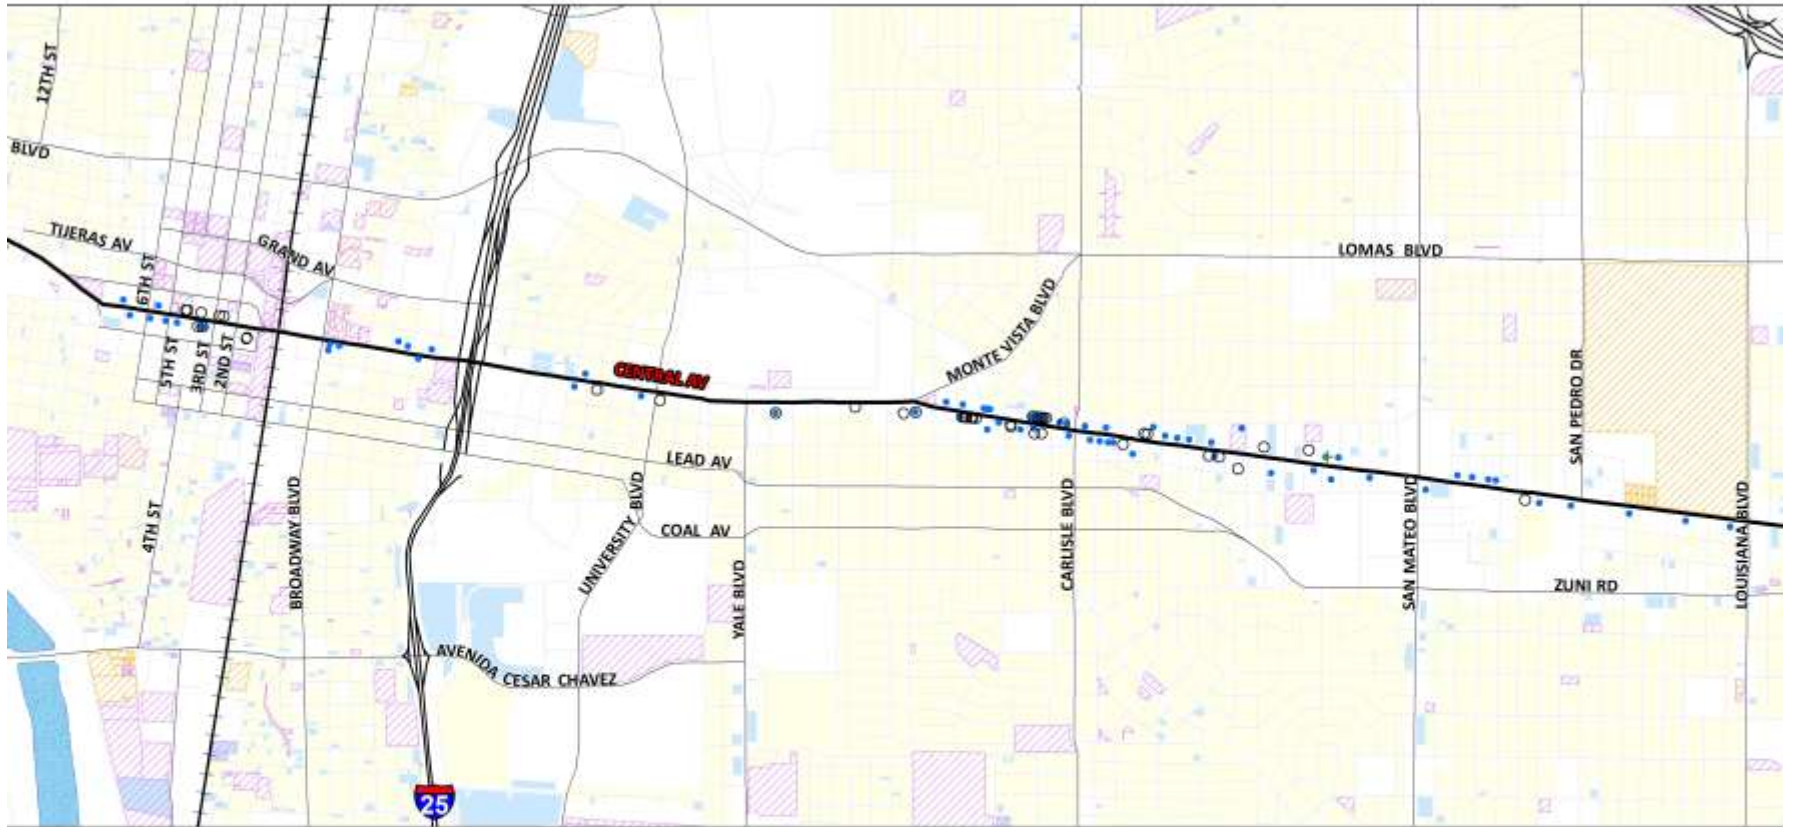 12TH ST
BLVD
TIJERAS AV
GRAND AV
6TH ST
5TH ST
3RD ST
2ND ST
CENTRAL AV
MONTE VISTA BLVD
LOMAS BLVD
SAN PEDRO DR
LEAD AV
4TH ST
BROADWAY BLVD
UNIVERSITY BLVD
COAL AV
YALE BLVD
CARLISLE BLVD
SAN MATEO BLVD
LOUISIANA BLVD
ZUNI RD
AVENIDA CESAR CHAVEZ
25